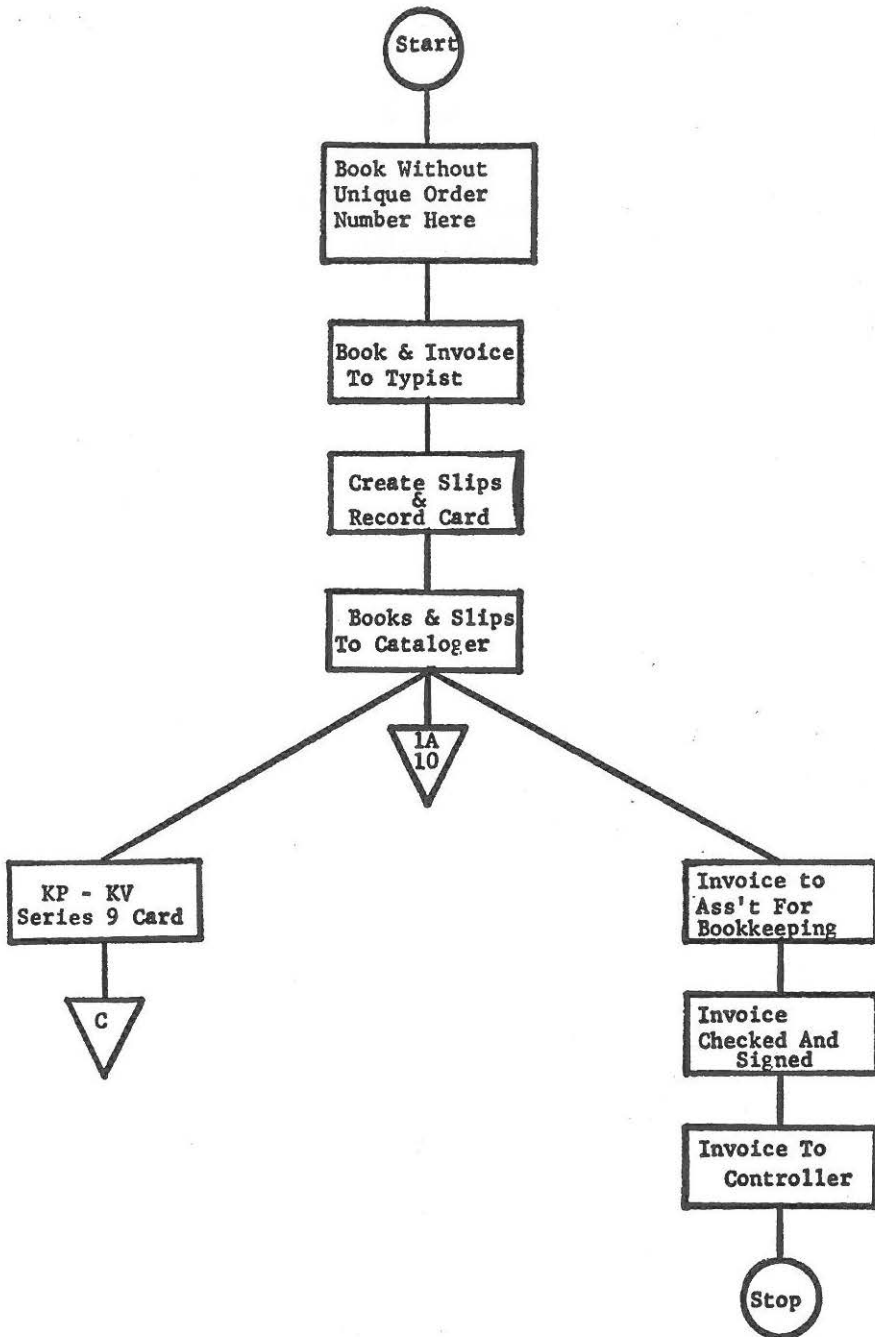 Start
Book Without
Unique Order
Number Here
Book & Invoice
To Typist
Create Slips
&
Record Card
Books & Slips
To Cataloger
1A
10
KP - KV
Series 9 Card
C
Invoice to
Ass't For
Bookkeeping
Invoice
Checked And
Signed
Invoice To
Controller
Stop